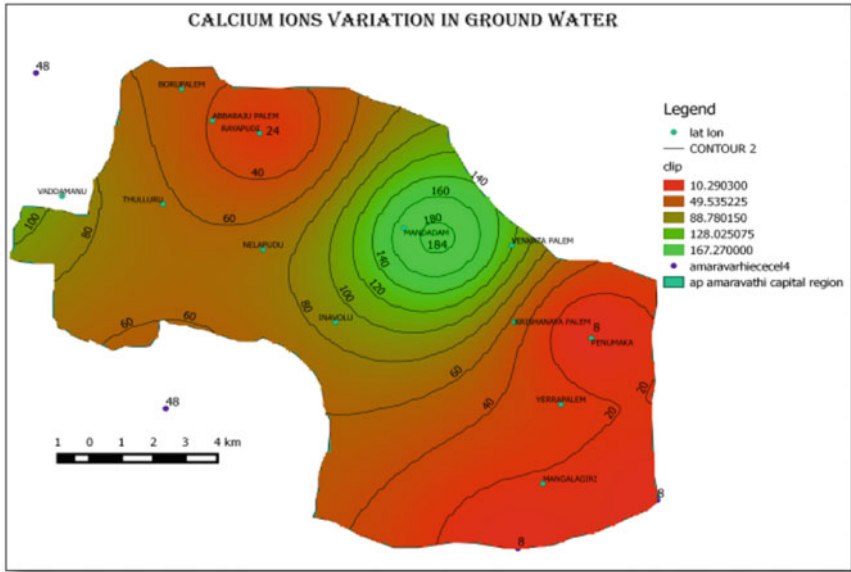 CALCIUM IONS VARIATION IN GROUND WATER
48
BORUPALEM
ABBARAJU PALEM
RAYAPUDI 24
40
60
VADDAMANU
THULLURU
100
80
NELAPUDU
140
160
180
MANDADAM
184
VENKATA PALEM
140
120
100
80
INAVOLU
60
60
KRISHANAYA PALEM
8
PENUMAKA
60
40
20
20
YERRAPALEM
48
MANGALAGIRI
8
8
1 0 1 2 3 4 km
Legend
lat lon
CONTOUR 2
clip
10.290300
49.535225
88.780150
128.025075
167.270000
amaravarhiececel4
ap amaravathi capital region